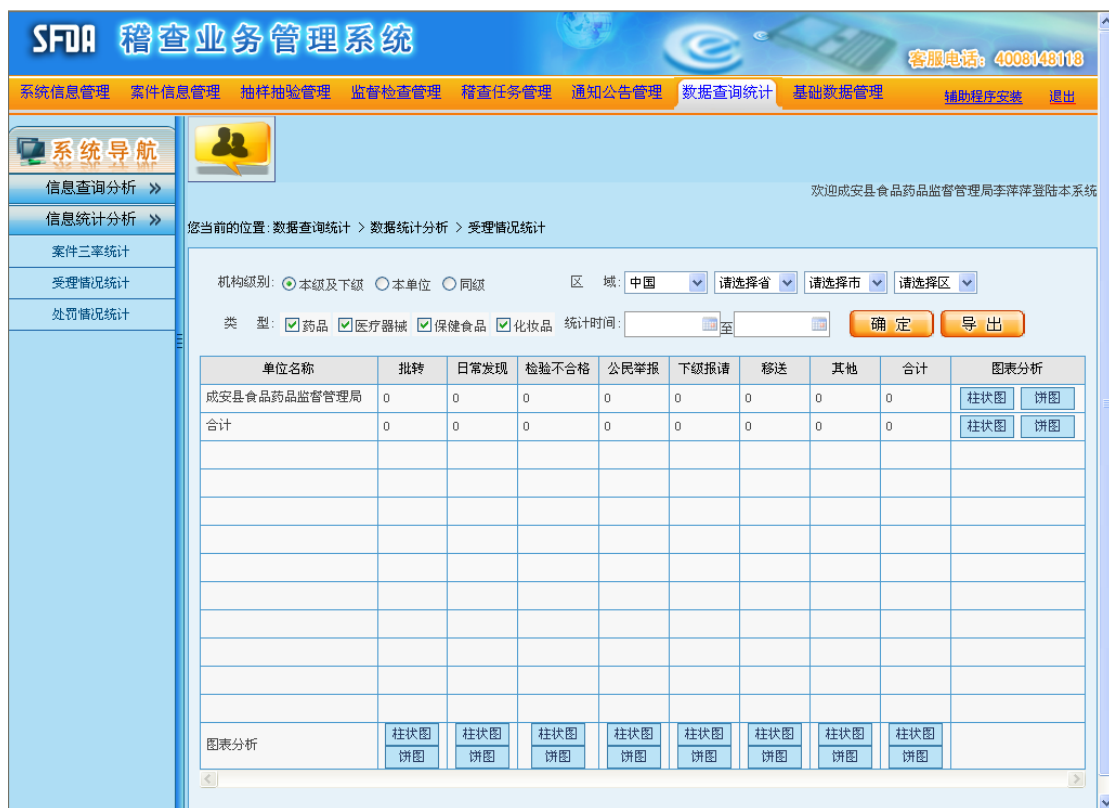 SFDA 稽查业务管理系统
客服电话：4008148118
系统信息管理 案件信息管理 抽样抽验管理 监督检查管理 稽查任务管理 通知公告管理 数据查询统计 基础数据管理 辅助程序安装 退出
系统导航
信息查询分析 »
信息统计分析 »
案件三率统计
受理情况统计
处罚情况统计
欢迎成安县食品药品监督管理局李萍萍登陆本系统
您当前的位置:数据查询统计 > 数据统计分析 > 受理情况统计
机构级别: 本级及下级 本单位 同级 区 域: 中国 请选择省 请选择市 请选择区
类 型: 药品 医疗器械 保健食品 化妆品 统计时间: 至 确 定 导 出
单位名称 批转 日常发现 检验不合格 公民举报 下级报请 移送 其他 合计 图表分析
成安县食品药品监督管理局 0 0 0 0 0 0 0 0 柱状图 饼图
合计 0 0 0 0 0 0 0 0 柱状图 饼图
图表分析 柱状图 柱状图 柱状图 柱状图 柱状图 柱状图 柱状图 柱状图
饼图 饼图 饼图 饼图 饼图 饼图 饼图 饼图